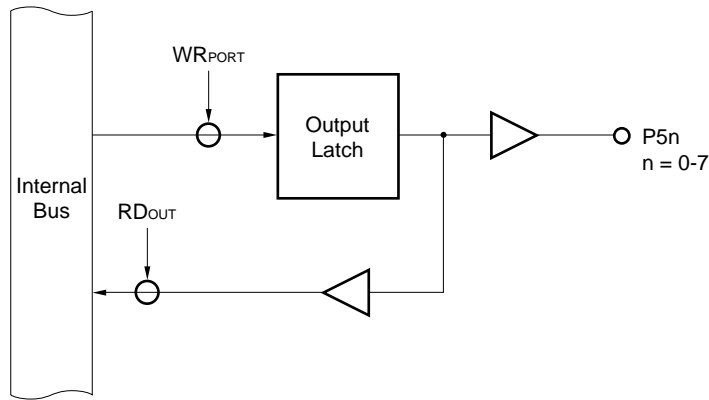 WRPORT
Output
Latch
P5n
n = 0-7
Internal
Bus
RDOUT